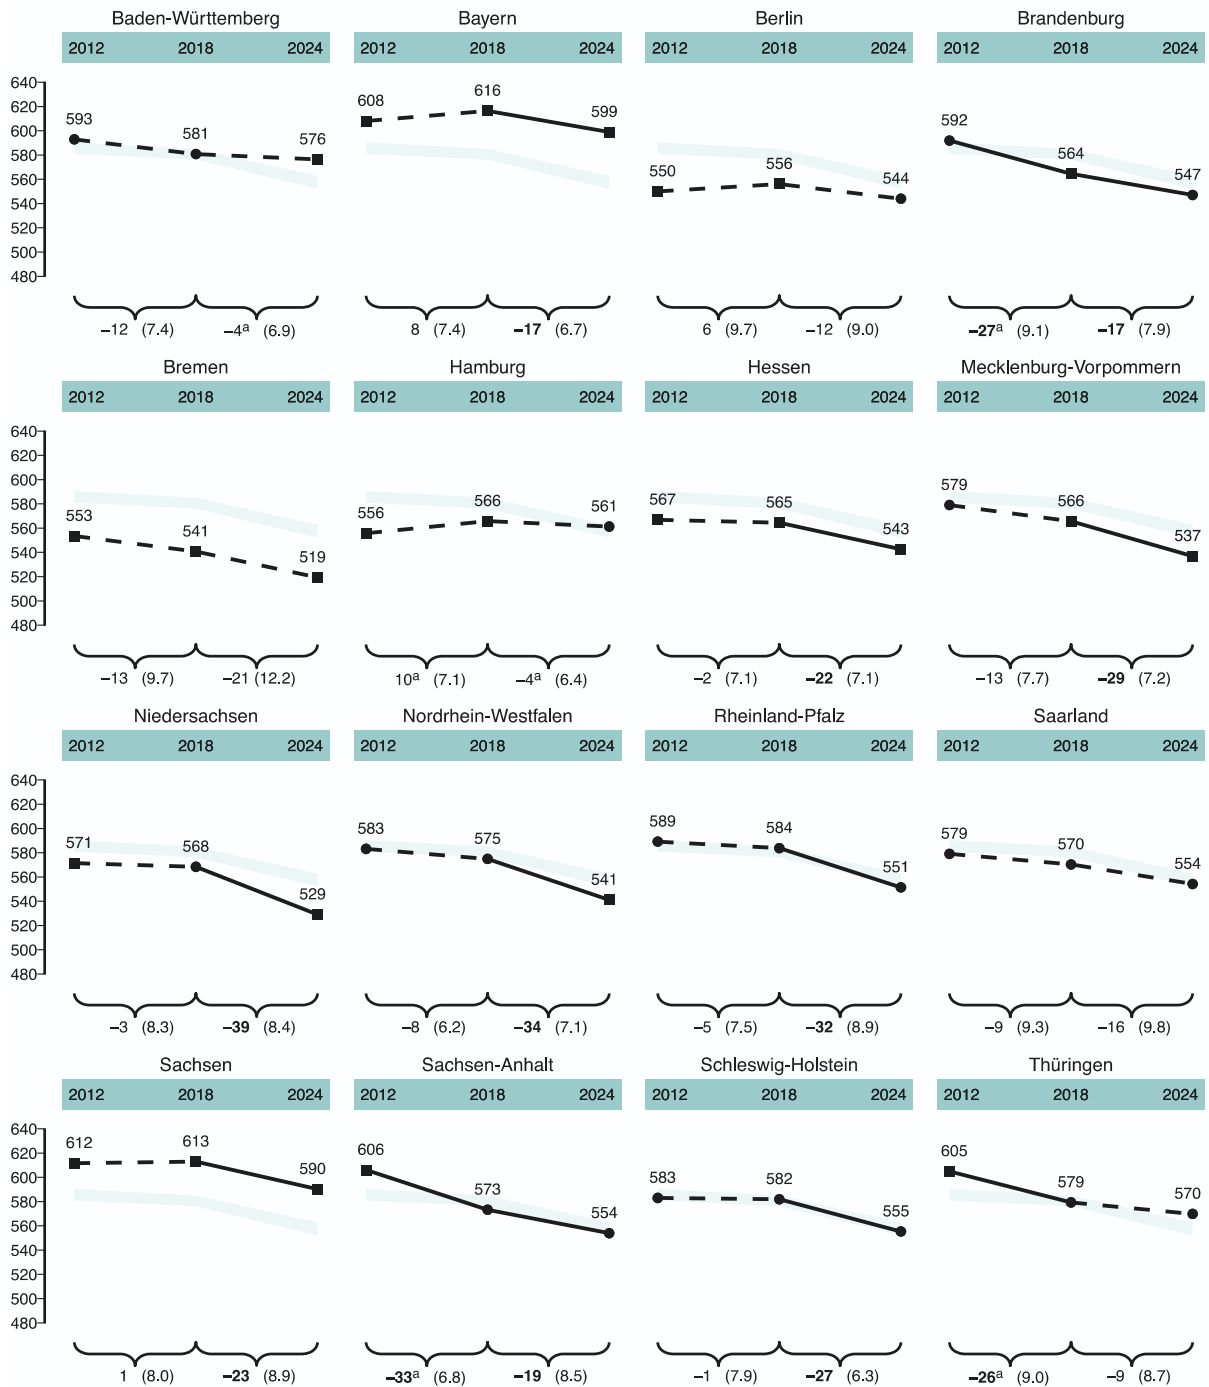 Baden-Württemberg Bayern Berlin Brandenburg
2012 2018 2024 2012 2018 2024 2012 2018 2024 2012 2018 2024
640
620
600
580
560
540
520
500
480
593 581 576 608 616 599 550 556 544 592 564 547
−12 (7.4) −4ᵃ (6.9) 8 (7.4) −17 (6.7) 6 (9.7) −12 (9.0) −27ᵃ (9.1) −17 (7.9)
Bremen Hamburg Hessen Mecklenburg-Vorpommern
2012 2018 2024 2012 2018 2024 2012 2018 2024 2012 2018 2024
640
620
600
580
560
540
520
500
480
553 541 519 556 566 561 567 565 543 579 566 537
−13 (9.7) −21 (12.2) 10ᵃ (7.1) −4ᵃ (6.4) −2 (7.1) −22 (7.1) −13 (7.7) −29 (7.2)
Niedersachsen Nordrhein-Westfalen Rheinland-Pfalz Saarland
2012 2018 2024 2012 2018 2024 2012 2018 2024 2012 2018 2024
640
620
600
580
560
540
520
500
480
571 568 529 583 575 541 589 584 551 579 570 554
−3 (8.3) −39 (8.4) −8 (6.2) −34 (7.1) −5 (7.5) −32 (8.9) −9 (9.3) −16 (9.8)
Sachsen Sachsen-Anhalt Schleswig-Holstein Thüringen
2012 2018 2024 2012 2018 2024 2012 2018 2024 2012 2018 2024
640
620
600
580
560
540
520
500
480
612 613 590 606 573 554 583 582 555 605 579 570
1 (8.0) −23 (8.9) −33ᵃ (6.8) −19 (8.5) −1 (7.9) −27 (6.3) −26ᵃ (9.0) −9 (8.7)